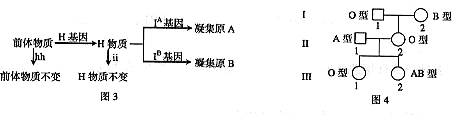 前体物质 H基因 H 物质 I^A 基因 凝集原 A
hh ii I^B 基因 凝集原 B
前体物质不变 H 物质不变
图 3
I O 型 1 2 B 型
II A 型 1 2 O 型
III O 型 1 2 AB 型
图 4